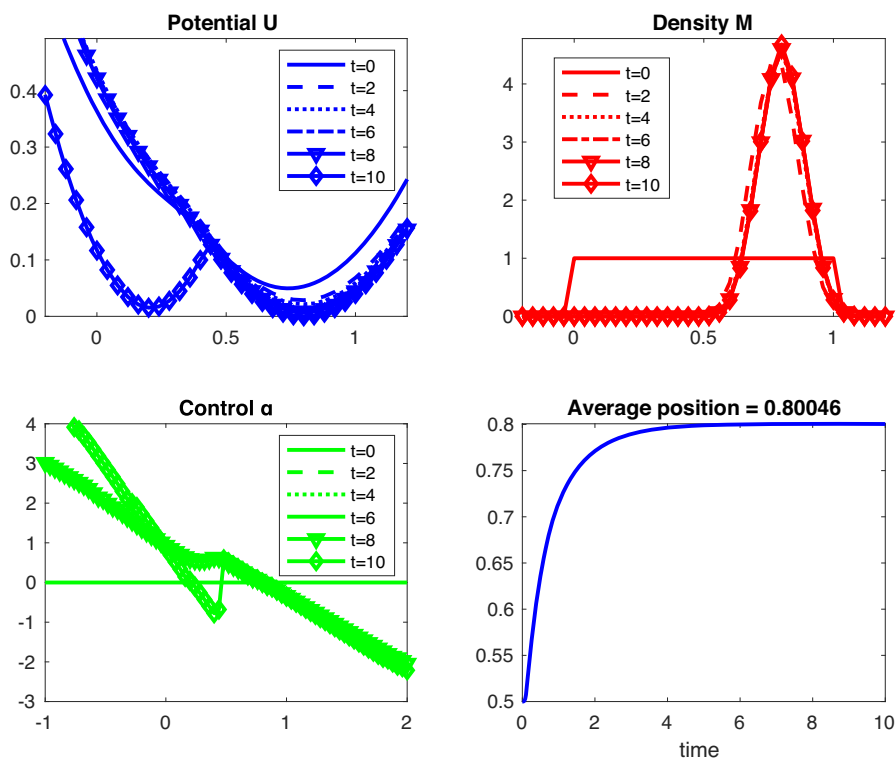 Potential U
0.4
0.3
0.2
0.1
0
0
0.5
1
t=0
t=2
t=4
t=6
t=8
t=10
Density M
4
3
2
1
0
0
0.5
1
t=0
t=2
t=4
t=6
t=8
t=10
Control α
4
3
2
1
0
-1
-2
-3
-1
0
1
2
t=0
t=2
t=4
t=6
t=8
t=10
Average position = 0.80046
0.8
0.75
0.7
0.65
0.6
0.55
0.5
0
2
4
6
8
10
time